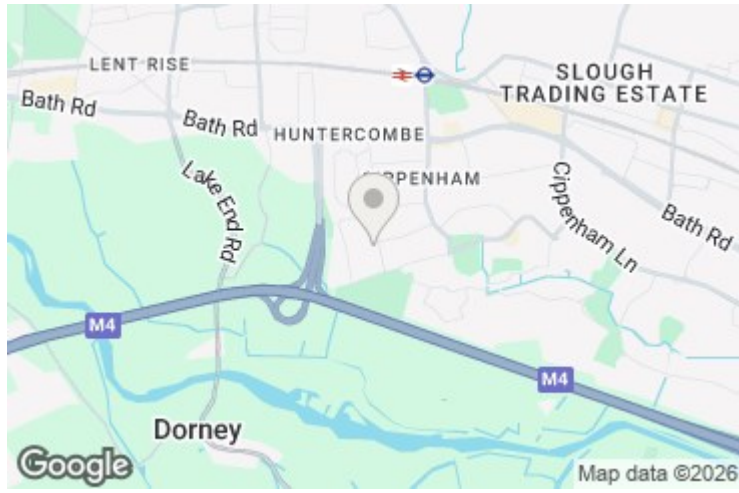 LENT RISE
SLOUGH
TRADING ESTATE
Bath Rd
Bath Rd
HUNTERCOMBE
CIPPENHAM
Lake End Rd
Cippenham Ln
Bath Rd
M4
M4
Dorney
Google
Map data ©2026